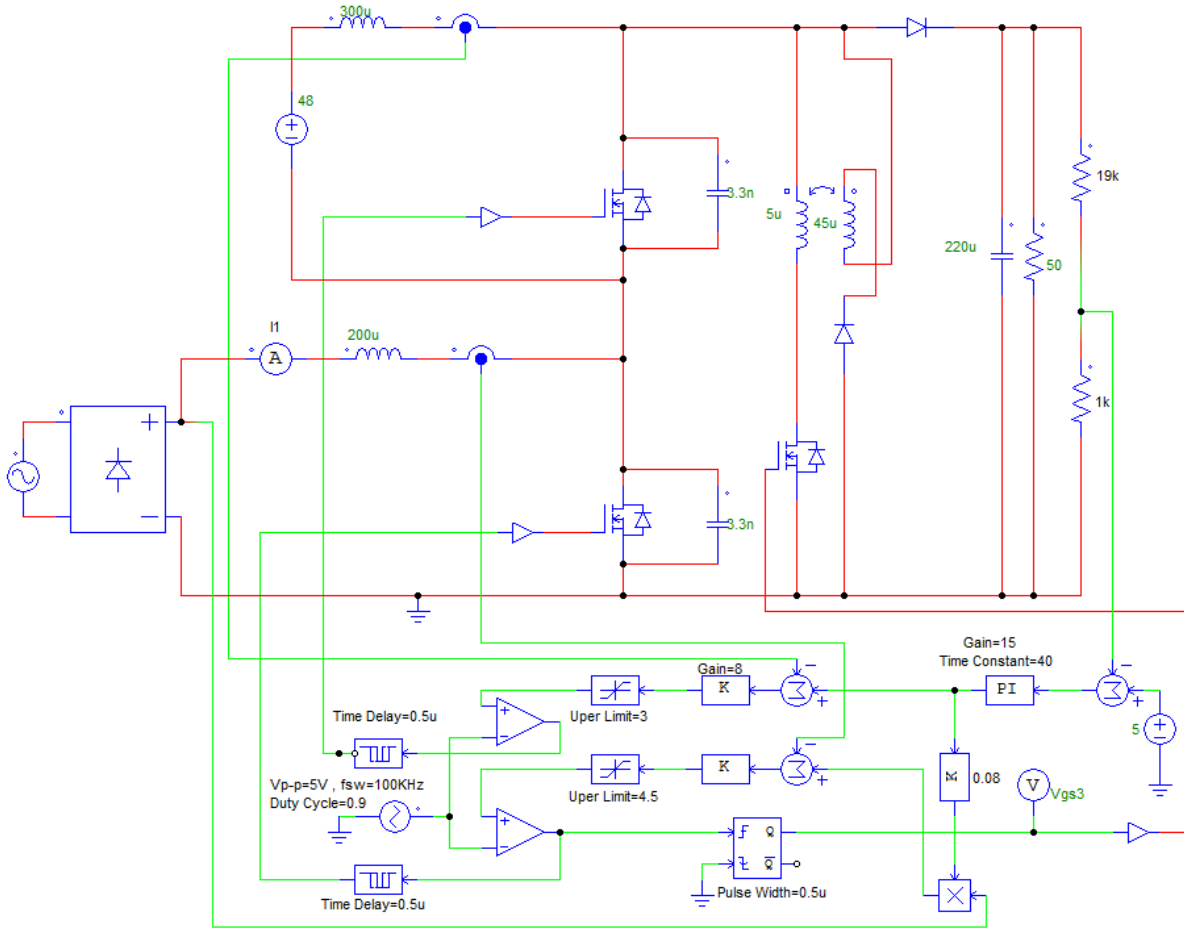 300u
48
3.3n
5u
45u
19k
220u
50
I1
A
200u
1k
3.3n
Gain=15
Time Constant=40
Gain=8
K
PI
Uper Limit=3
5
Time Delay=0.5u
K
K
0.08
Uper Limit=4.5
Vp-p=5V , fsw=100KHz
Duty Cycle=0.9
V
Vgs3
Q
Q
Pulse Width=0.5u
Time Delay=0.5u